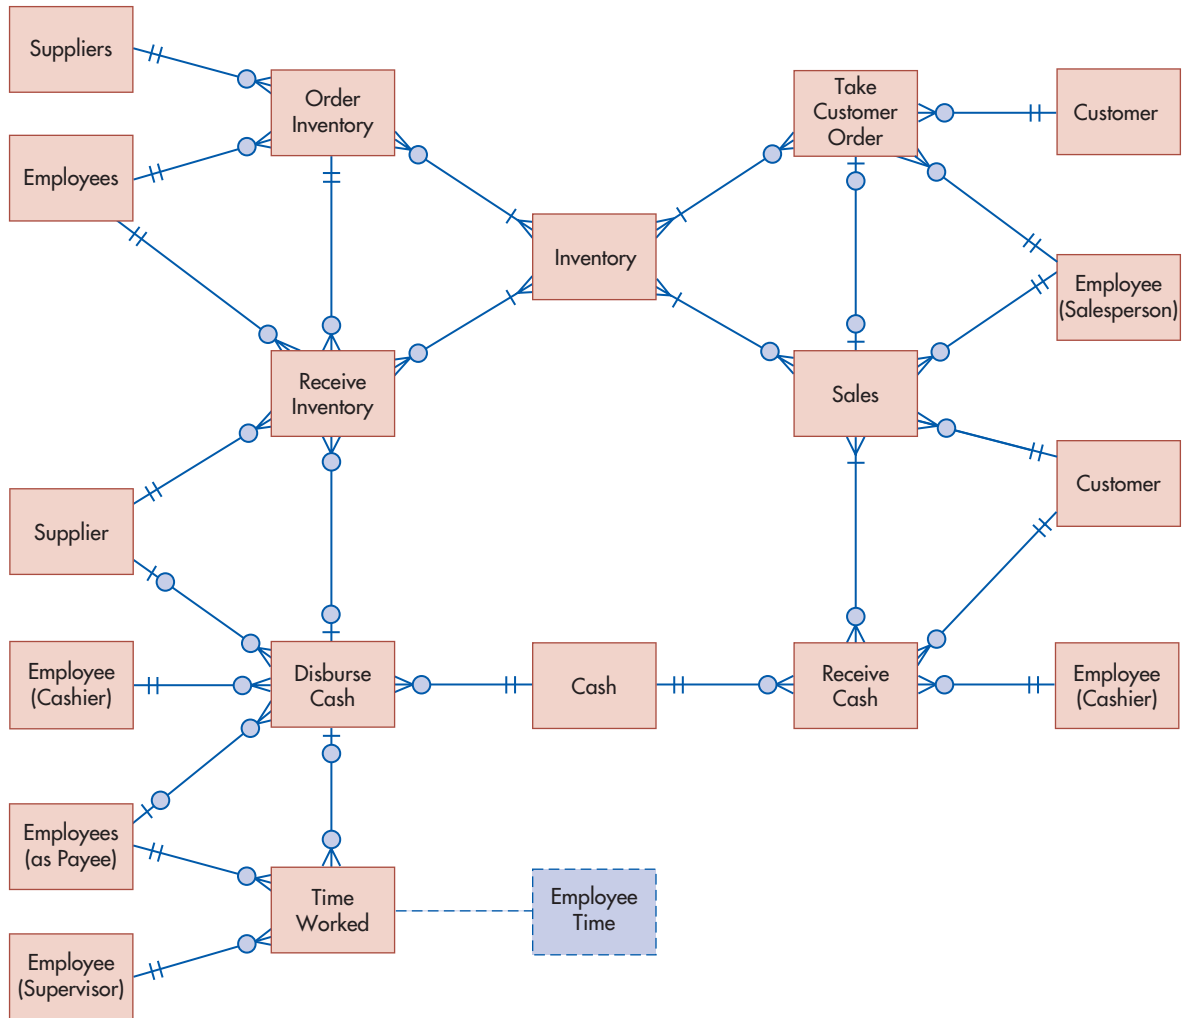 Suppliers
Order
Inventory
Take
Customer
Order
Customer
Employees
Inventory
Employee
(Salesperson)
Receive
Inventory
Sales
Customer
Supplier
Employee
(Cashier)
Disburse
Cash
Cash
Receive
Cash
Employee
(Cashier)
Employees
(as Payee)
Time
Worked
Employee
Time
Employee
(Supervisor)